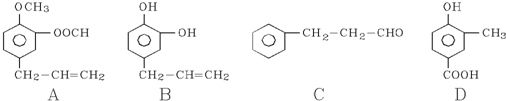 OCH₃
OOCH
CH₂—CH=CH₂
A
OH
OH
CH₂—CH=CH₂
B
CH₂—CH₂—CHO
C
OH
CH₃
COOH
D